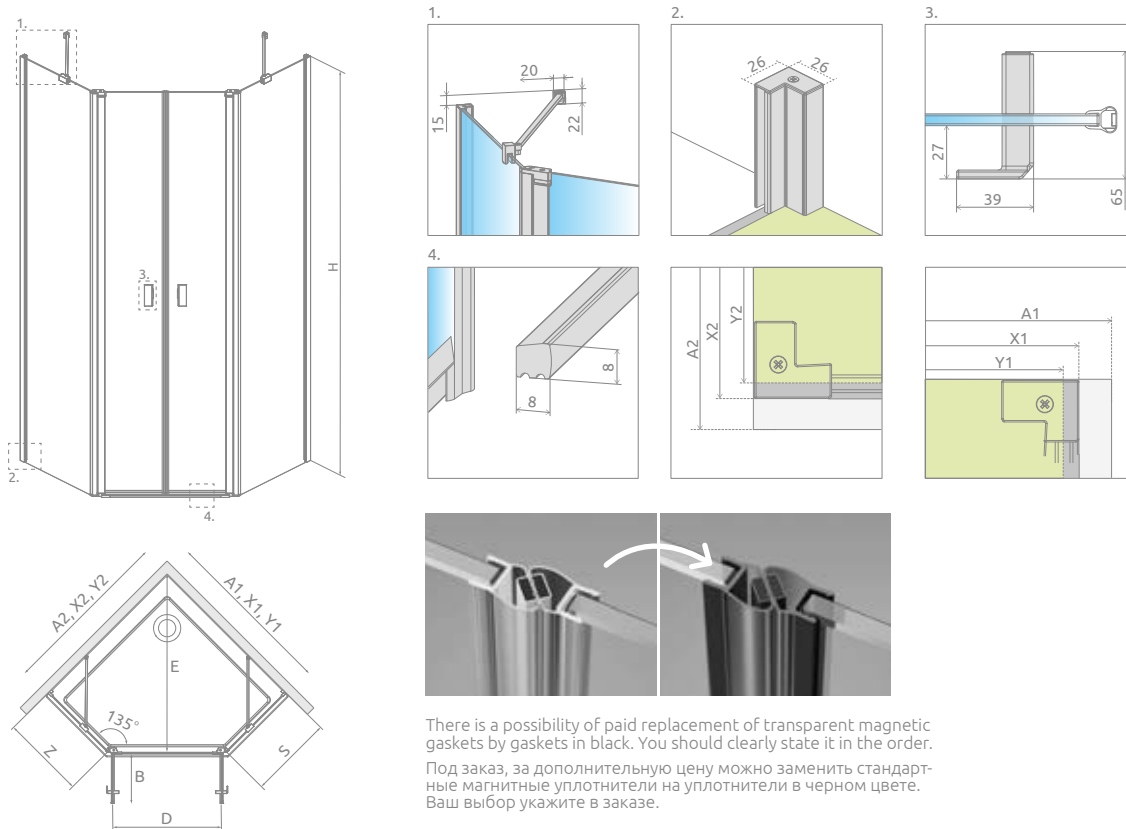 1.
H
3.
2.
4.
1.
20
15
22
2.
26
26
3.
27
39
65
4.
8
8
A2
X2
Y2
A1
X1
Y1
A2, X2, Y2
A1, X1, Y1
E
135°
Z
S
B
D
There is a possibility of paid replacement of transparent magnetic
gaskets by gaskets in black. You should clearly state it in the order.
Под заказ, за дополнительную цену можно заменить стандарт-
ные магнитные уплотнители на уплотнители в черном цвете.
Ваш выбор укажите в заказе.